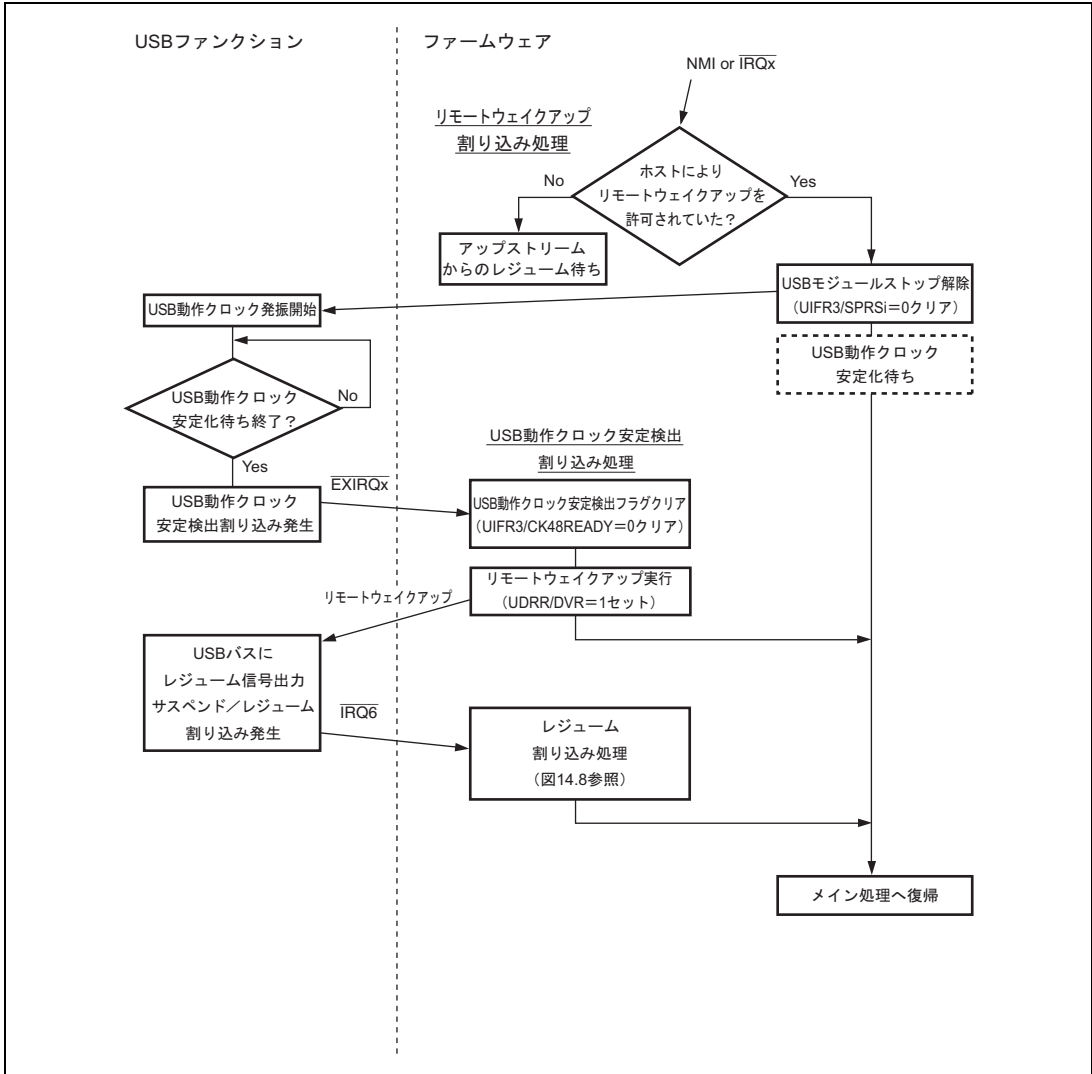 USBファンクション
ファームウェア
NMI or IRQx
リモートウェイクアップ
割り込み処理
ホストにより
リモートウェイクアップを
許可されていた？
No
Yes
アップストリーム
からのレジューム待ち
USBモジュールストップ解除
（UIFR3/SPRSi＝0クリア）
USB動作クロック発振開始
USB動作クロック
安定化待ち
USB動作クロック
安定化待ち終了？
No
Yes
USB動作クロック安定検出
割り込み処理
USB動作クロック
安定検出割り込み発生
EXIRQx
USB動作クロック安定検出フラグクリア
（UIFR3/CK48READY＝0クリア）
リモートウェイクアップ実行
（UDRR/DVR＝1セット）
リモートウェイクアップ
USBバスに
レジューム信号出力
サスペンド／レジューム
割り込み発生
IRQ6
レジューム
割り込み処理
（図14.8参照）
メイン処理へ復帰